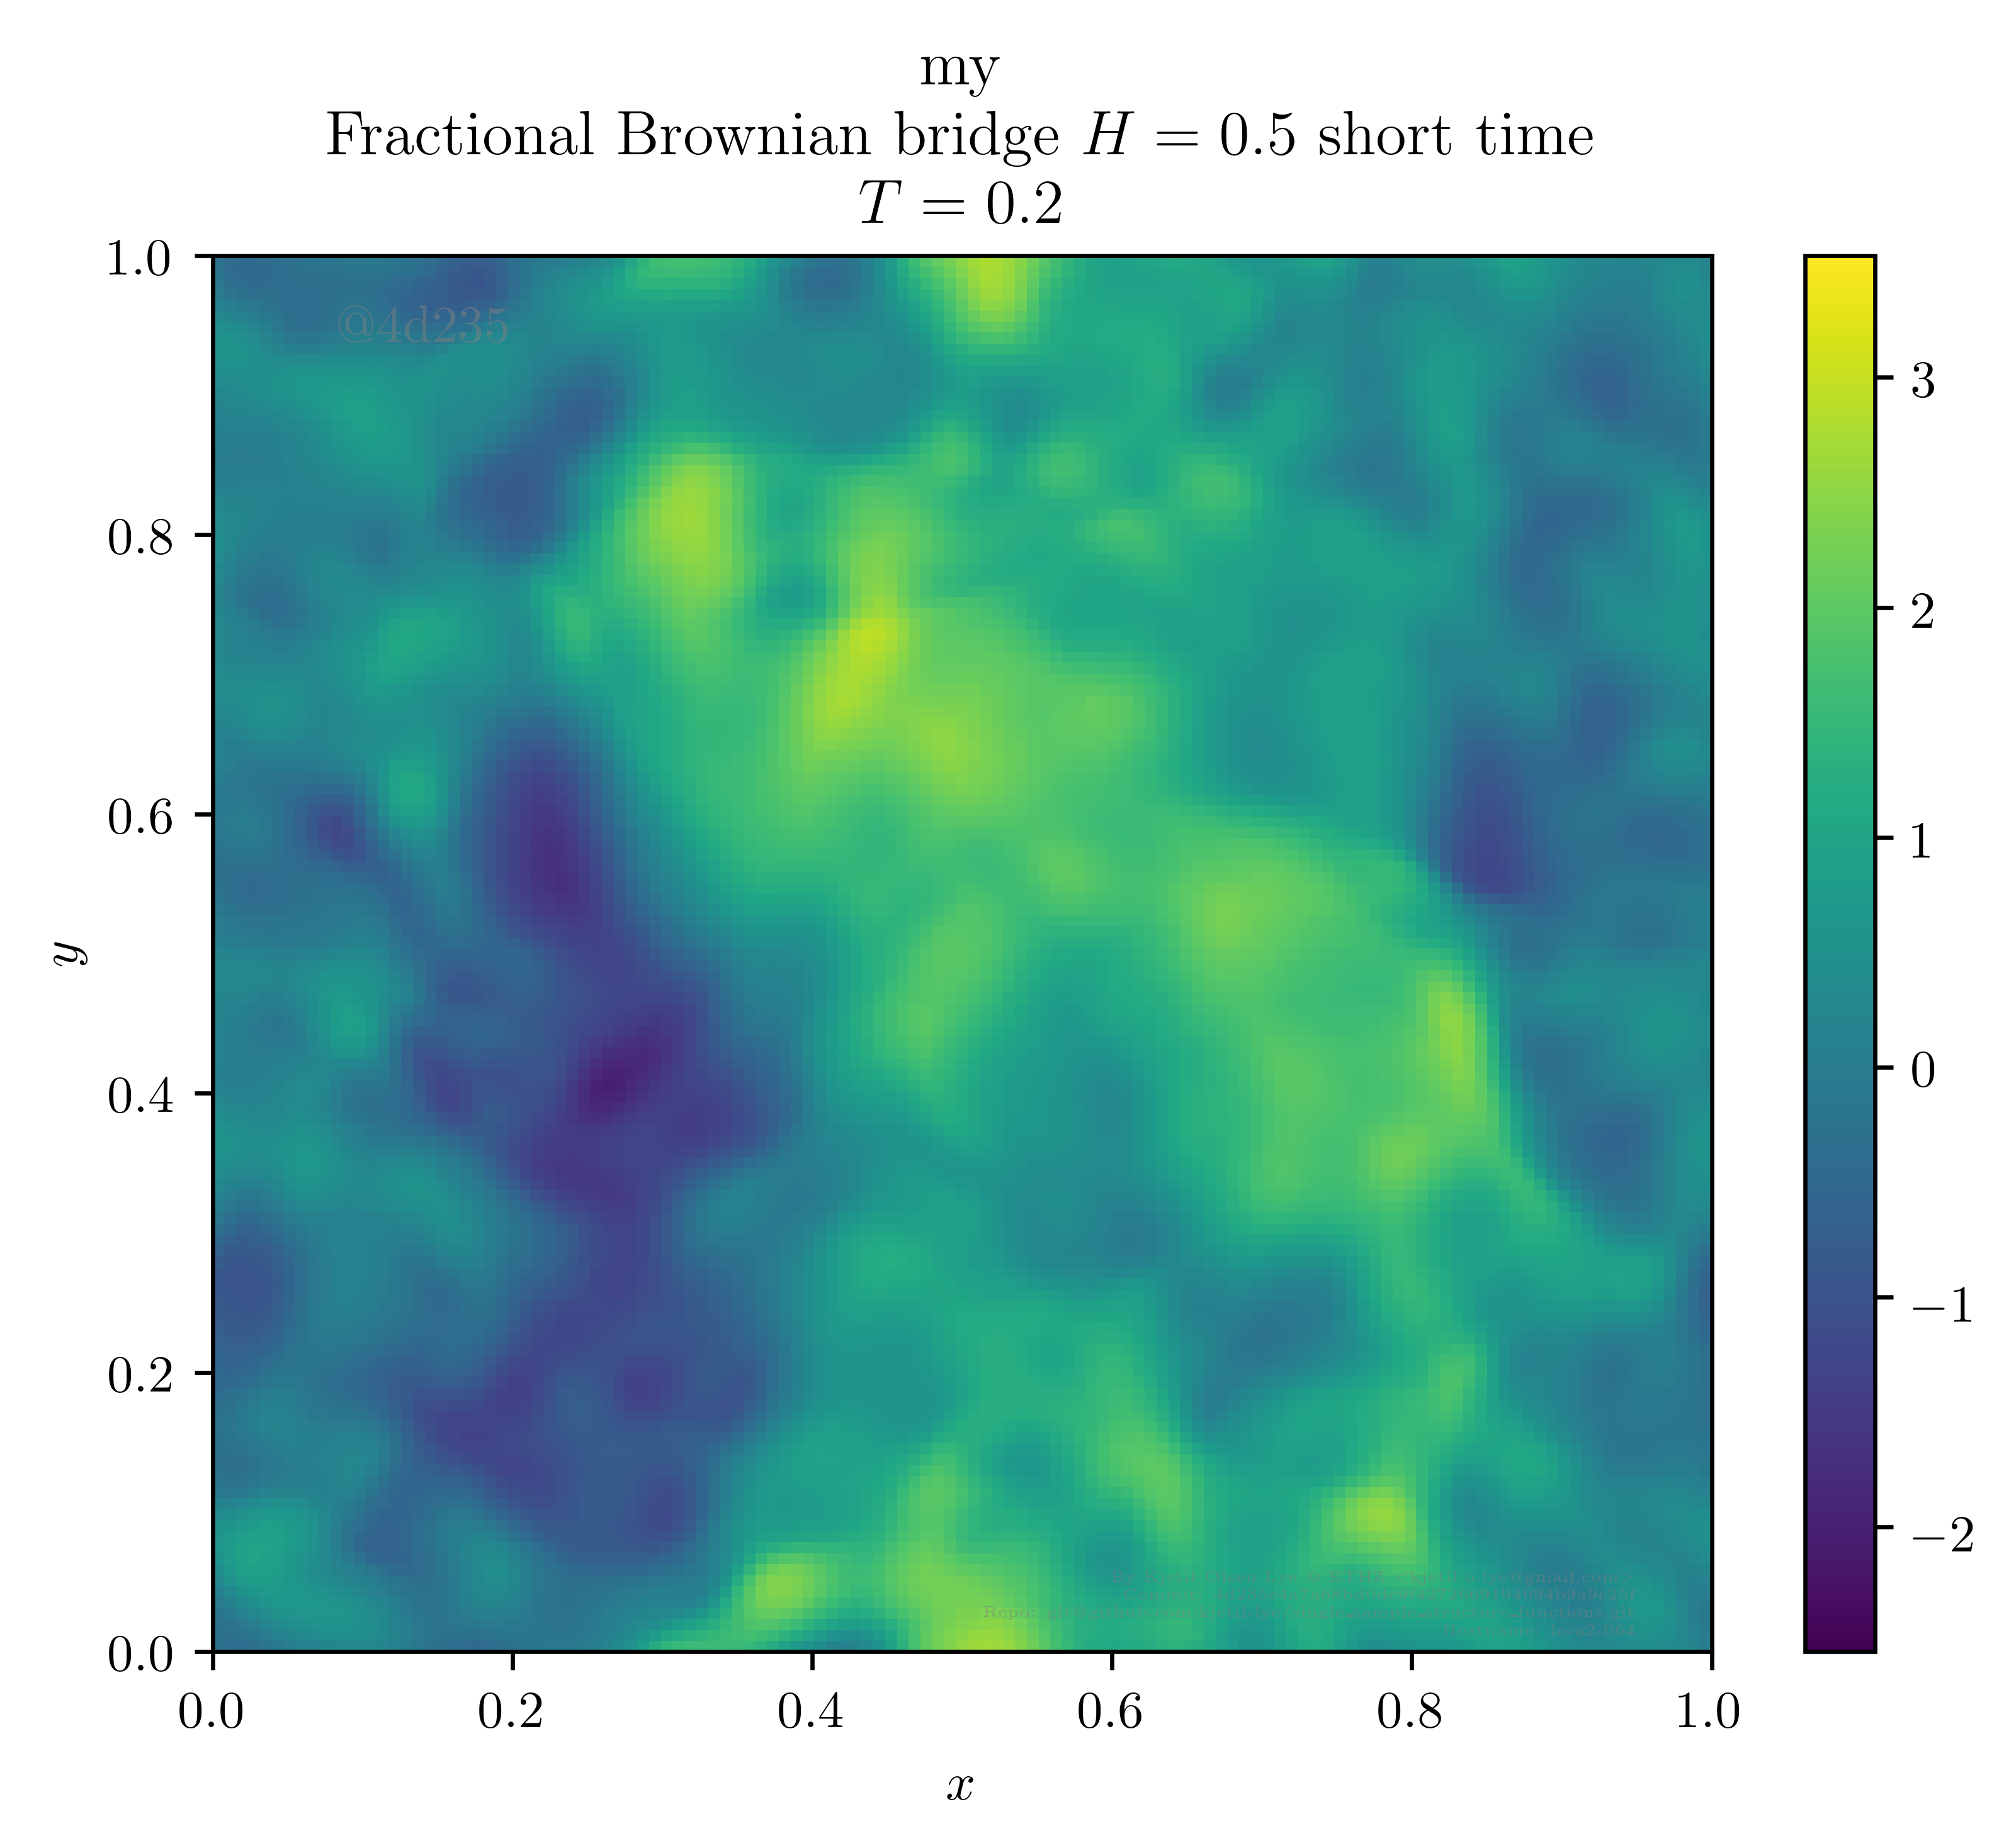 my
Fractional Brownian bridge H = 0.5 short time
T = 0.2
1.0
@4d235
3
0.8
2
0.6
1
y
0
0.4
−1
0.2
−2
Repo:
0.0
0.0 0.2 0.4 0.6 0.8 1.0
x